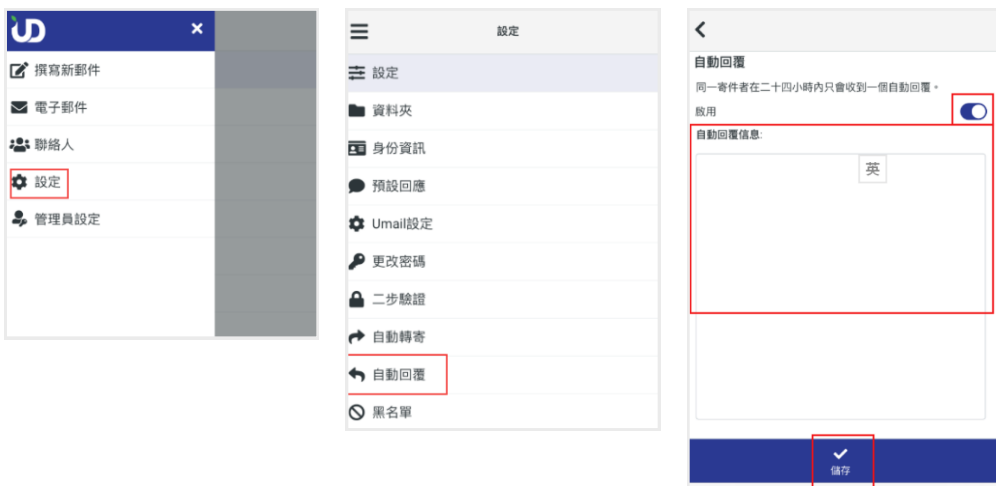 UD
撰寫新郵件
電子郵件
聯絡人
設定
管理員設定
設定
設定
資料夾
身份資訊
預設回應
Umail設定
更改密碼
二步驗證
自動轉寄
自動回覆
黑名單
自動回覆
同一寄件者在二十四小時內只會收到一個自動回覆。
啟用
自動回覆信息:
英
儲存